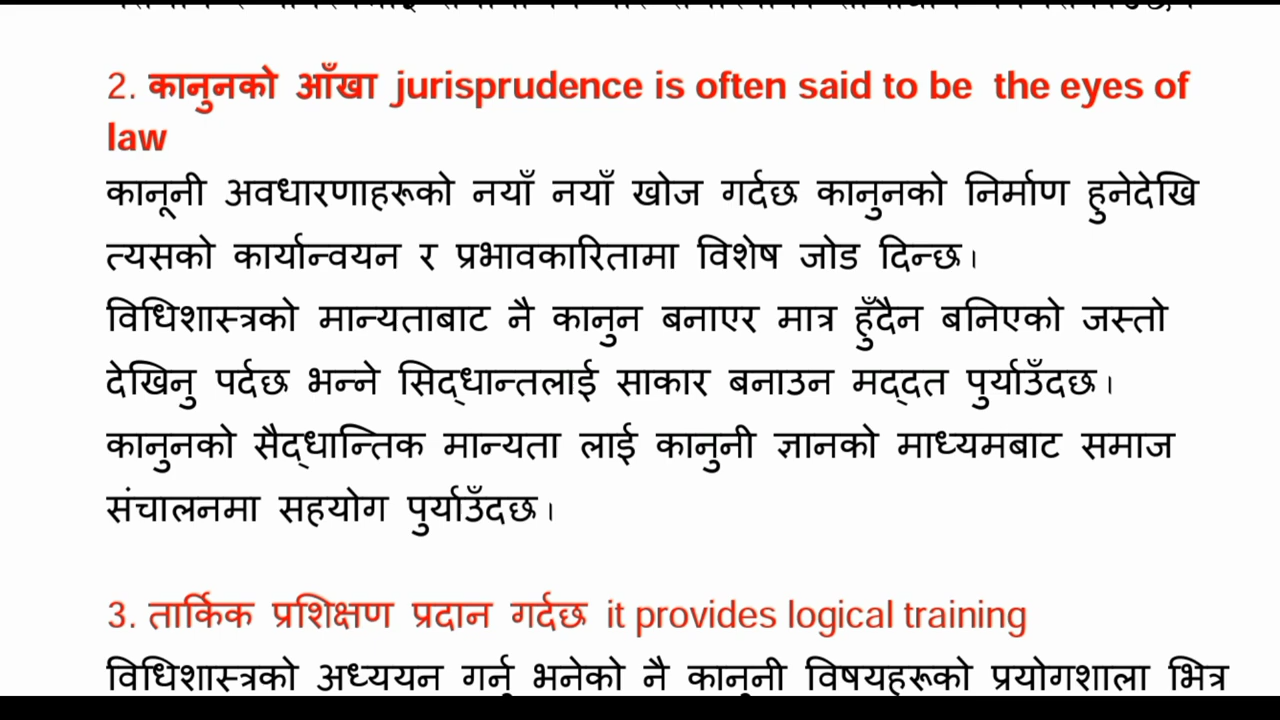 2. कानुनको आँखा jurisprudence is often said to be the eyes of
law
कानूनी अवधारणाहरूको नयाँ नयाँ खोज गर्दछ कानुनको निर्माण हुनेदेखि
त्यसको कार्यान्वयन र प्रभावकारितामा विशेष जोड दिन्छ।
विधिशास्त्रको मान्यताबाट नै कानुन बनाएर मात्र हुँदैन बनिएको जस्तो
देखिनु पर्दछ भन्ने सिद्धान्तलाई साकार बनाउन मद्दत पुर्याउँदछ।
कानुनको सैद्धान्तिक मान्यता लाई कानुनी ज्ञानको माध्यमबाट समाज
संचालनमा सहयोग पुर्याउँदछ।
3. तार्किक प्रशिक्षण प्रदान गर्दछ it provides logical training
विधिशास्त्रको अध्ययन गर्नु भनेको नै कानुनी विषयहरूको प्रयोगशाला भित्र